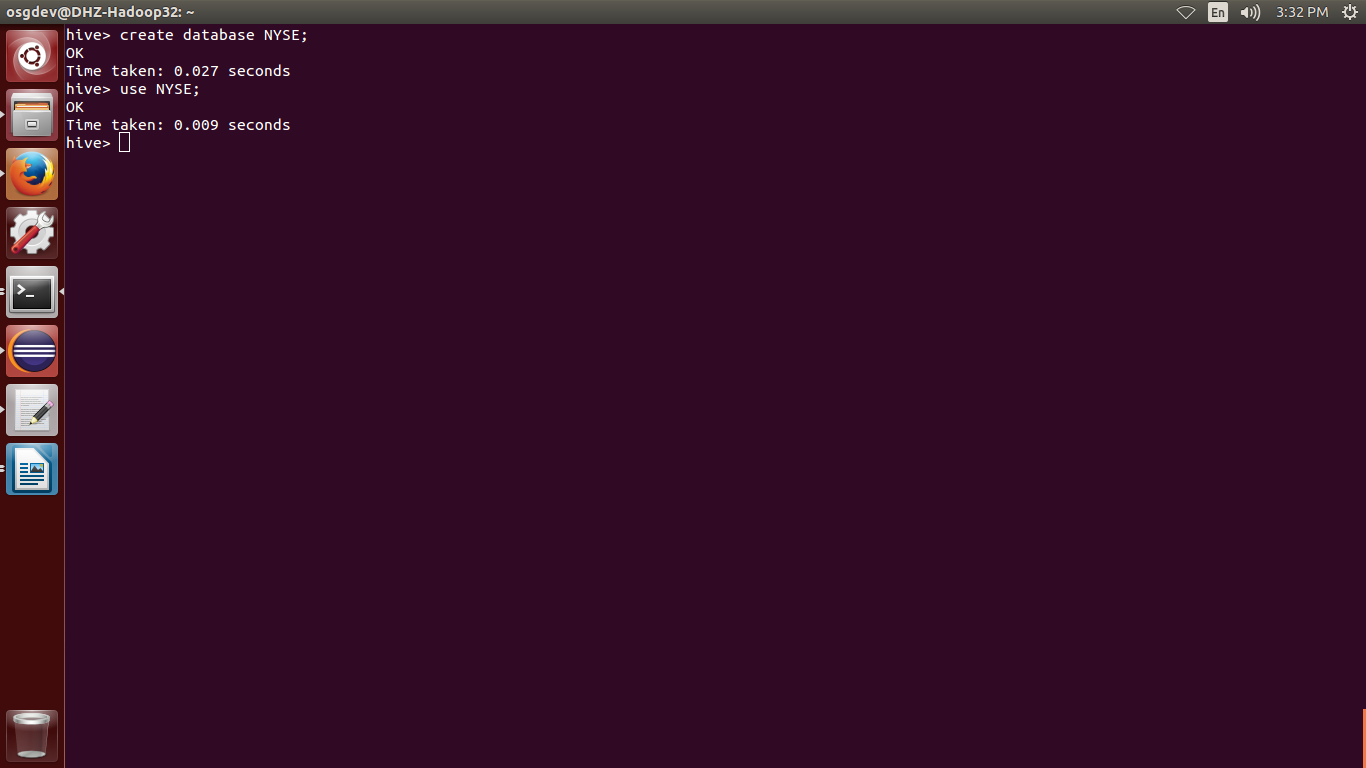 osgdev@DHZ-Hadoop32: ~
En
3:32 PM
hive> create database NYSE;
OK
Time taken: 0.027 seconds
hive> use NYSE;
OK
Time taken: 0.009 seconds
hive>